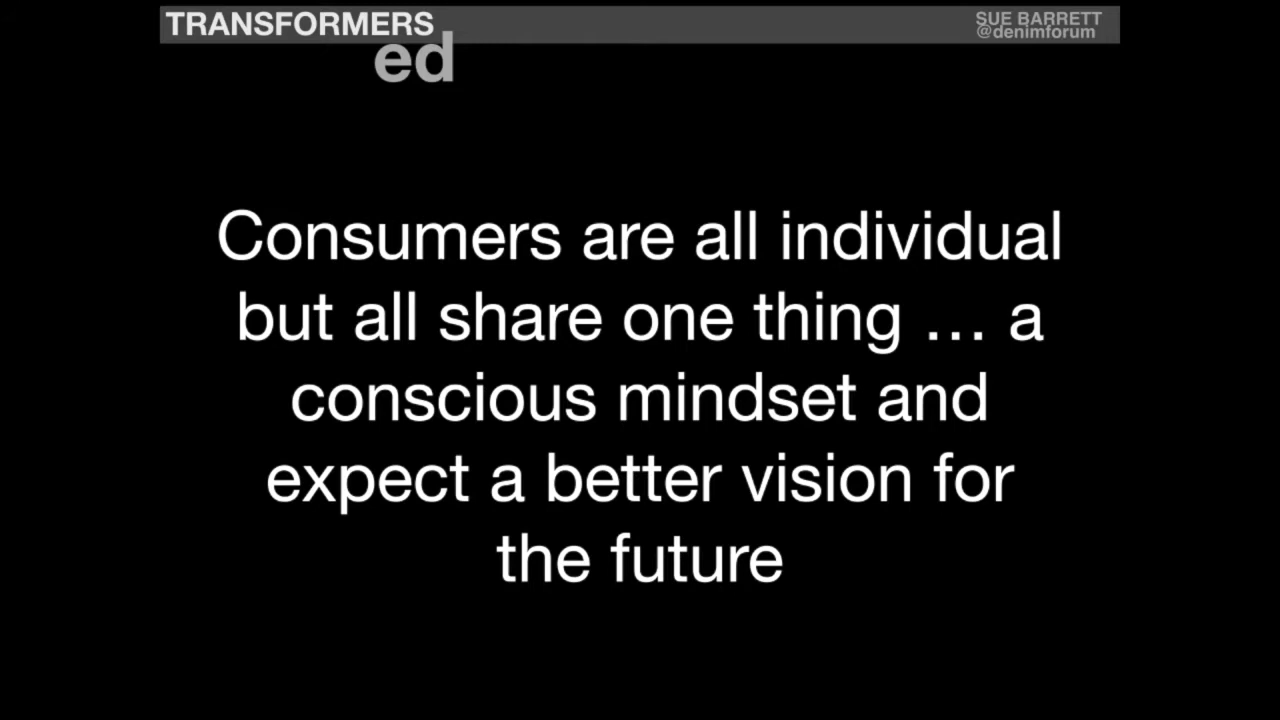 TRANSFORMERS
ed
SUE BARRETT
@denimforum
Consumers are all individual
but all share one thing … a
conscious mindset and
expect a better vision for
the future